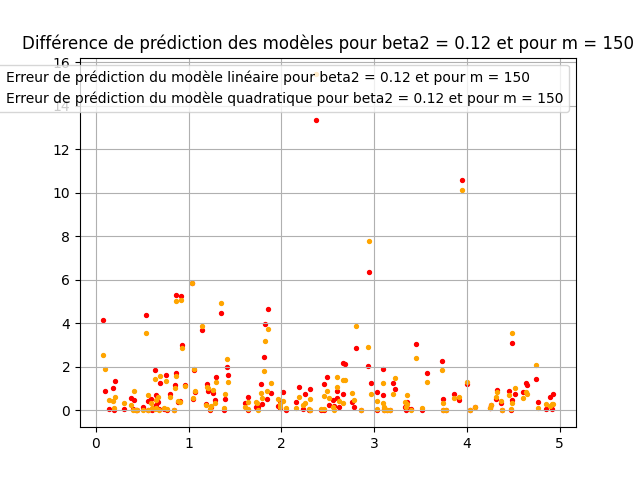 Différence de prédiction des modèles pour beta2 = 0.12 et pour m = 150
16
Erreur de prédiction du modèle linéaire pour beta2 = 0.12 et pour m = 150
Erreur de prédiction du modèle quadratique pour beta2 = 0.12 et pour m = 150
14
12
10
8
6
4
2
0
0 1 2 3 4 5